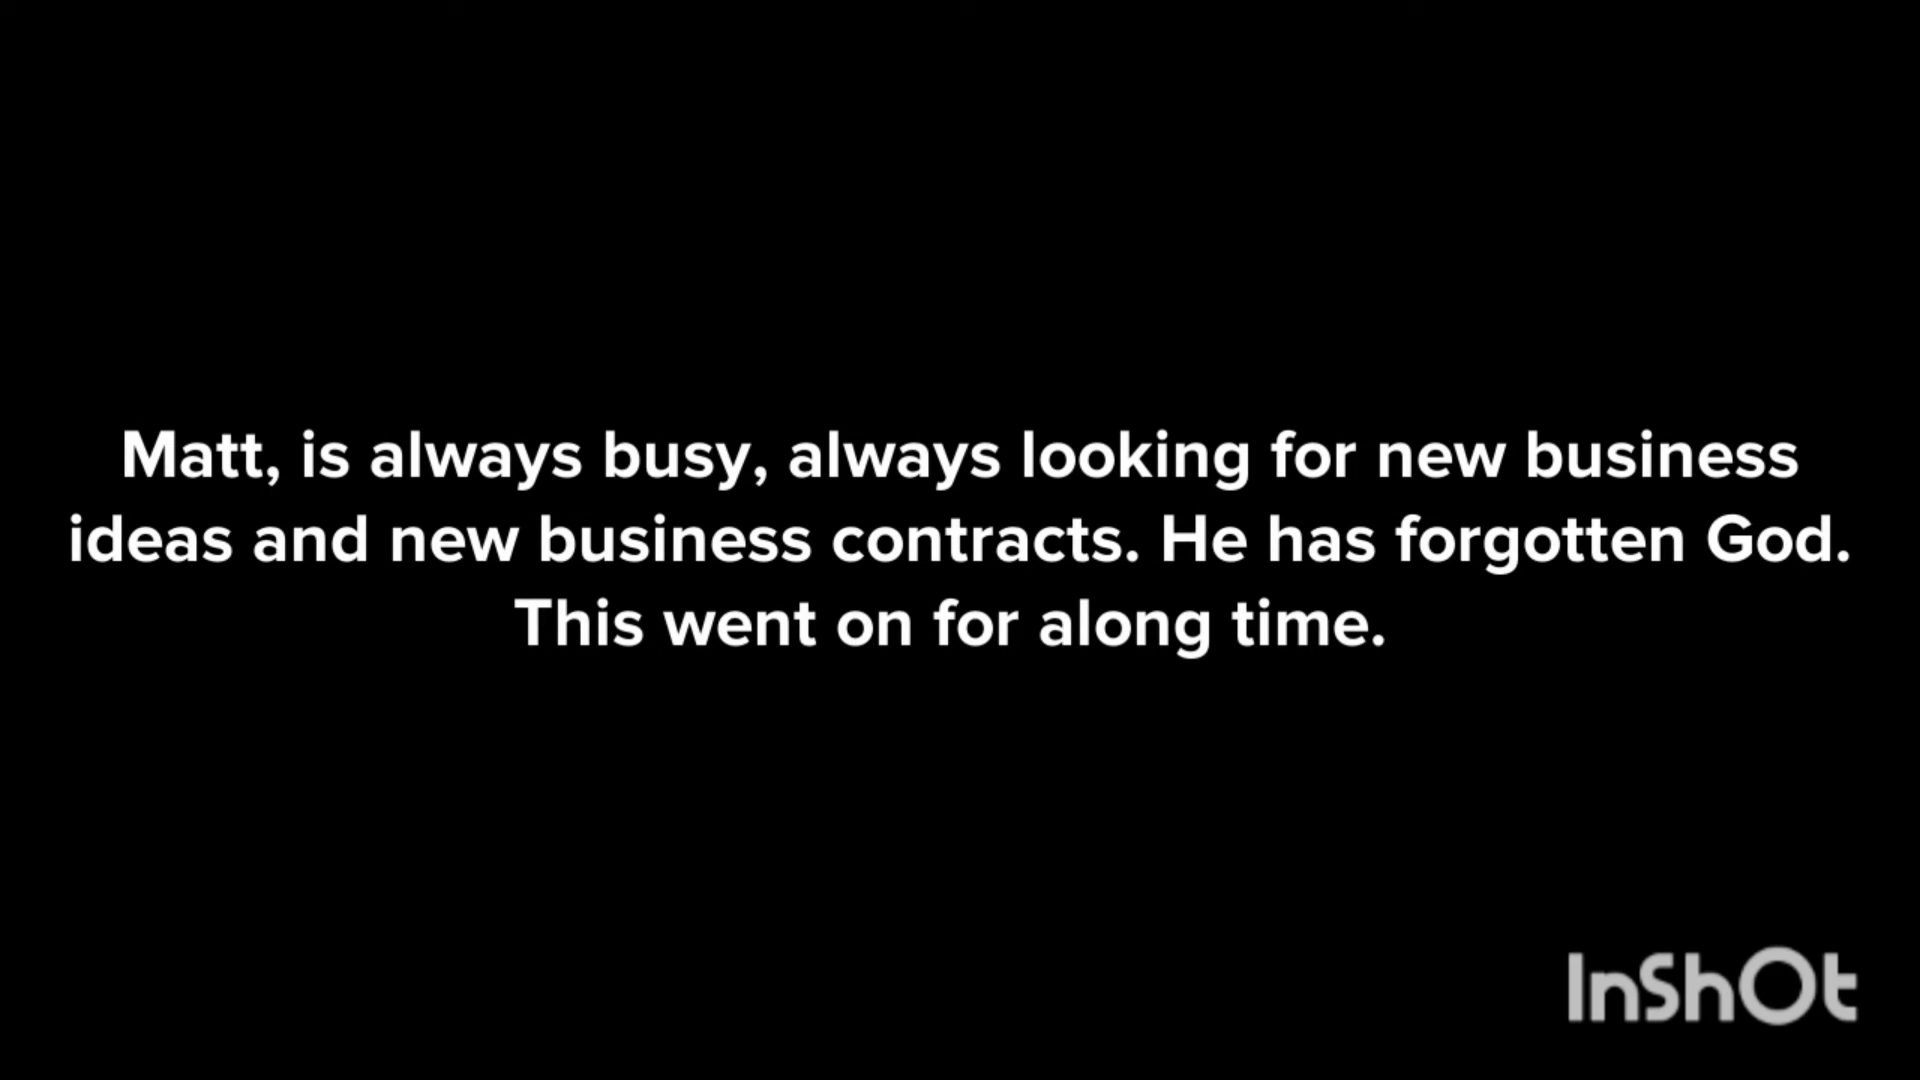 Matt, is always busy, always looking for new business
ideas and new business contracts. He has forgotten God.
This went on for along time.
InShOt